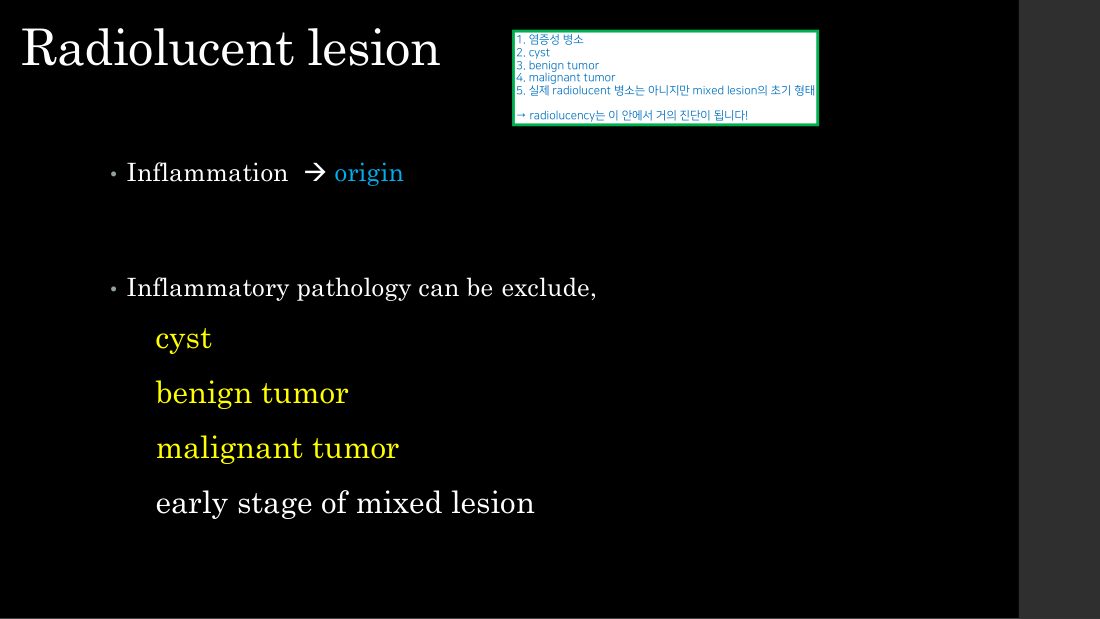 Radiolucent lesion
1. 염증성 병소
2. cyst
3. benign tumor
4. malignant tumor
5. 실제 radiolucent 병소는 아니지만 mixed lesion의 초기 형태
→ radiolucency는 이 안에서 거의 진단이 됩니다!
• Inflammation → origin
• Inflammatory pathology can be exclude,
cyst
benign tumor
malignant tumor
early stage of mixed lesion